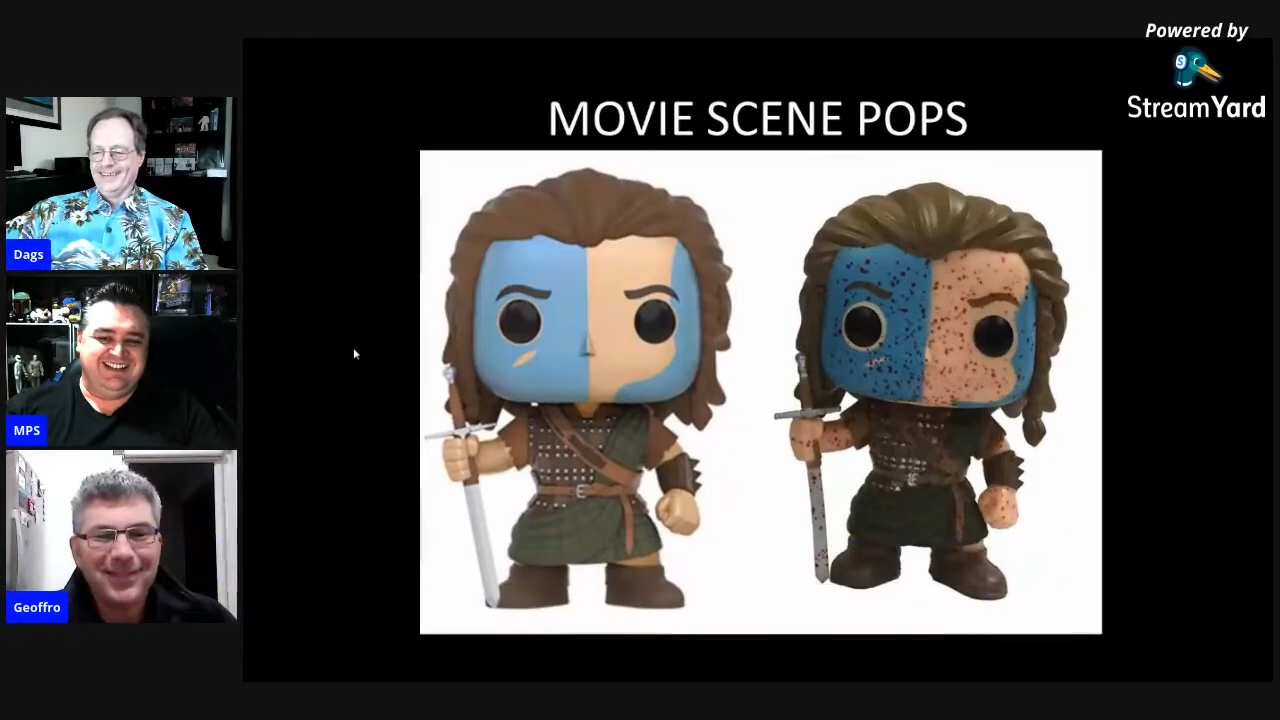 Powered by
StreamYard
MOVIE SCENE POPS
Dags
MPS
Geoffro